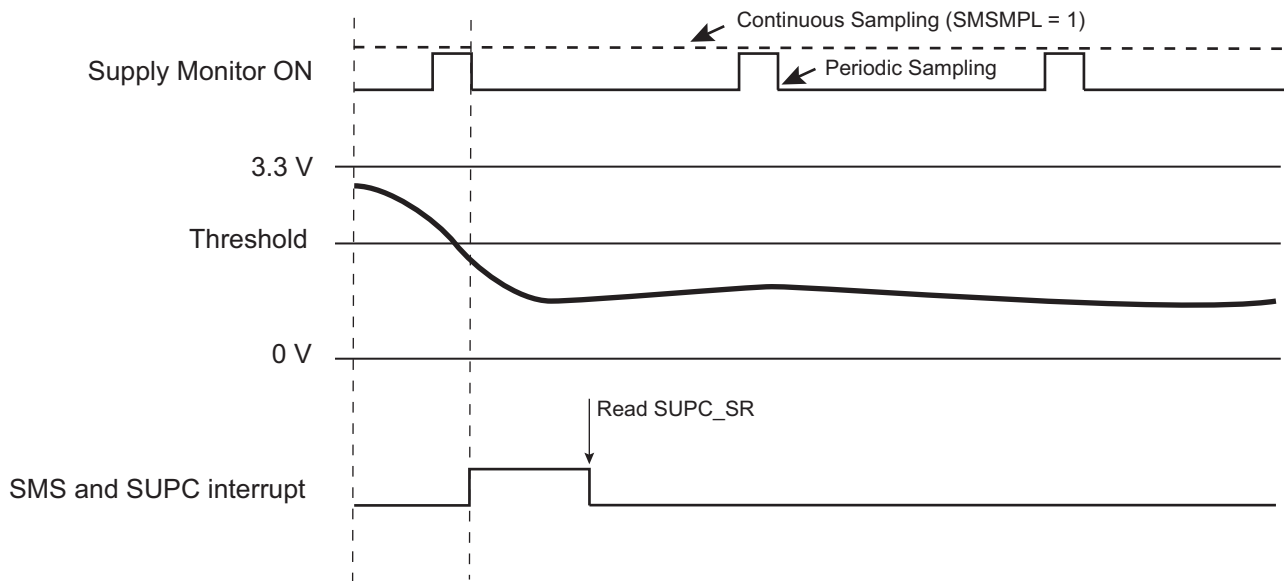 Continuous Sampling (SMSMPL = 1)
Supply Monitor ON
Periodic Sampling
3.3 V
Threshold
0 V
Read SUPC_SR
SMS and SUPC interrupt